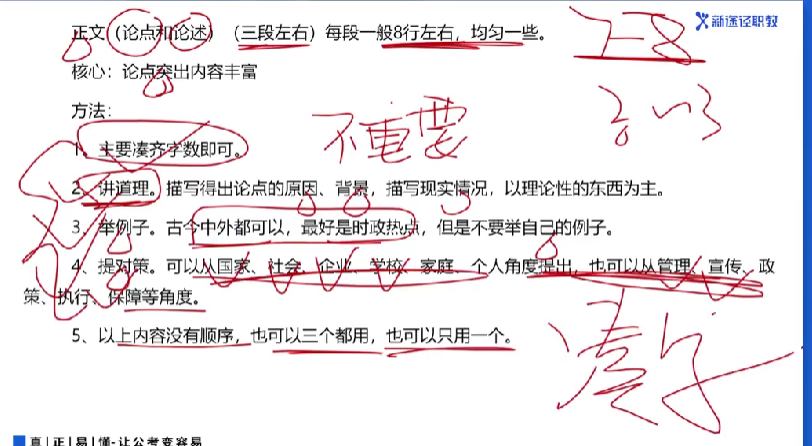 新途径职教
正文（论点和论述）（三段左右）每段一般8行左右，均匀一些。
7-8
核心：论点突出内容丰富
方法：
不重要
1、主要凑齐字数即可。
2、讲道理。描写得出论点的原因、背景，描写现实情况，以理论性的东西为主。
3、举例子。古今中外都可以，最好是时政热点，但是不要举自己的例子。
4、提对策。可以从国家、社会、企业、学校、家庭、个人角度提出，也可以从管理、宣传、政
策、执行、保障等角度。
5、以上内容没有顺序，也可以三个都用，也可以只用一个。
凑字
真|正|易|懂-让公考变容易